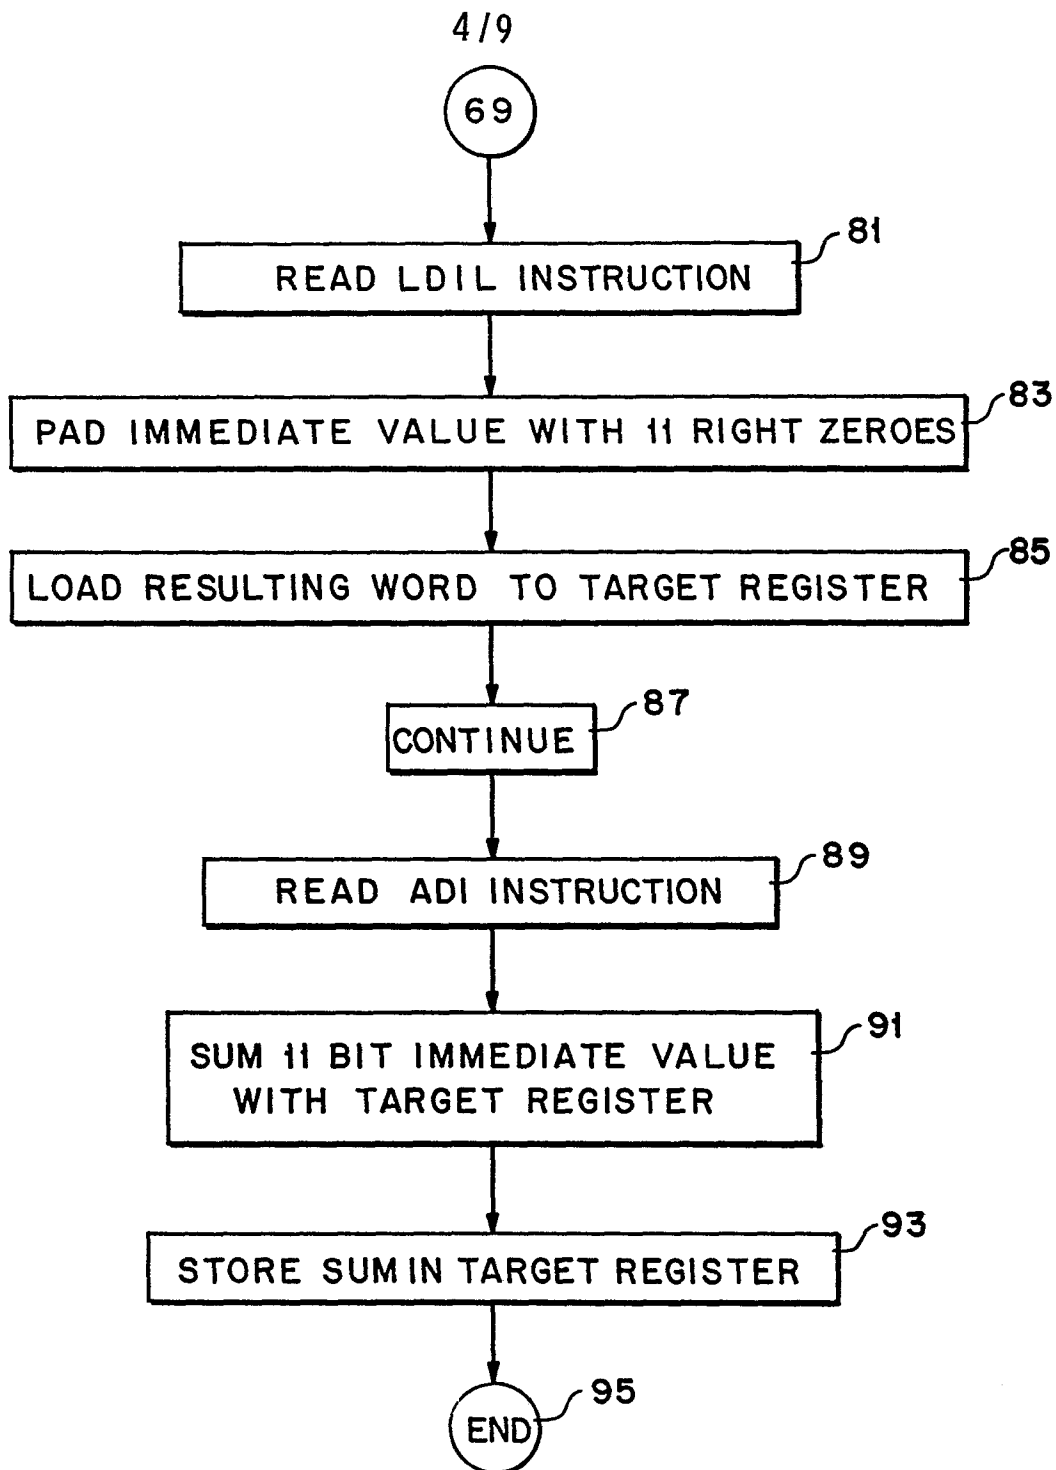 4/9
69
81
READ LDIL INSTRUCTION
83
PAD IMMEDIATE VALUE WITH 11 RIGHT ZEROES
85
LOAD RESULTING WORD TO TARGET REGISTER
87
CONTINUE
89
READ ADI INSTRUCTION
91
SUM 11 BIT IMMEDIATE VALUE
WITH TARGET REGISTER
93
STORE SUM IN TARGET REGISTER
95
END